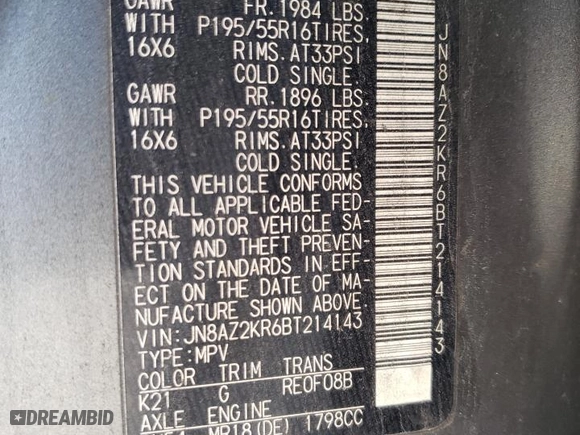 GAWR FR.1984 LBS.
WITH P195/55R16TIRES,
16X6 RIMS.AT33PSI
COLD SINGLE.
GAWR RR.1896 LBS.
WITH P195/55R16TIRES,
16X6 RIMS.AT33PSI
COLD SINGLE.
THIS VEHICLE CONFORMS
TO ALL APPLICABLE FED-
ERAL MOTOR VEHICLE SA-
FETY AND THEFT PREVEN-
TION STANDARDS IN EFF-
ECT ON THE DATE OF MA-
NUFACTURE SHOWN ABOVE.
VIN:JN8AZ2KR6BT214143
TYPE:MPV
COLOR TRIM TRANS
K21 G RE0F08B
AXLE ENGINE
MR18(DE) 1798CC
JN8AZ2KR6BT214143
DREAMBID